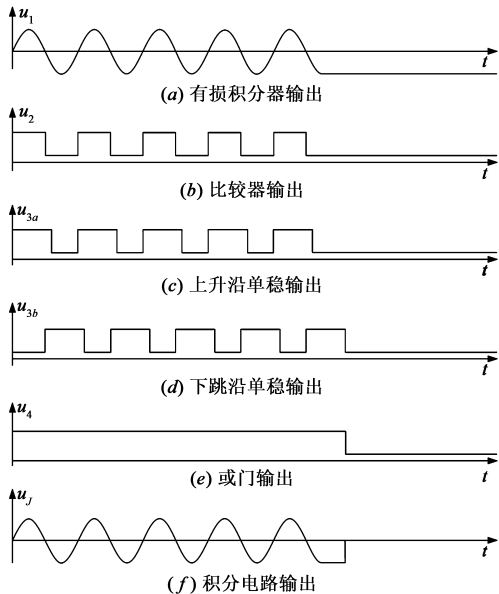 u1
t
(a) 有损积分器输出
u2
t
(b) 比较器输出
u3a
t
(c) 上升沿单稳输出
u3b
t
(d) 下跳沿单稳输出
u4
t
(e) 或门输出
uJ
t
(f) 积分电路输出